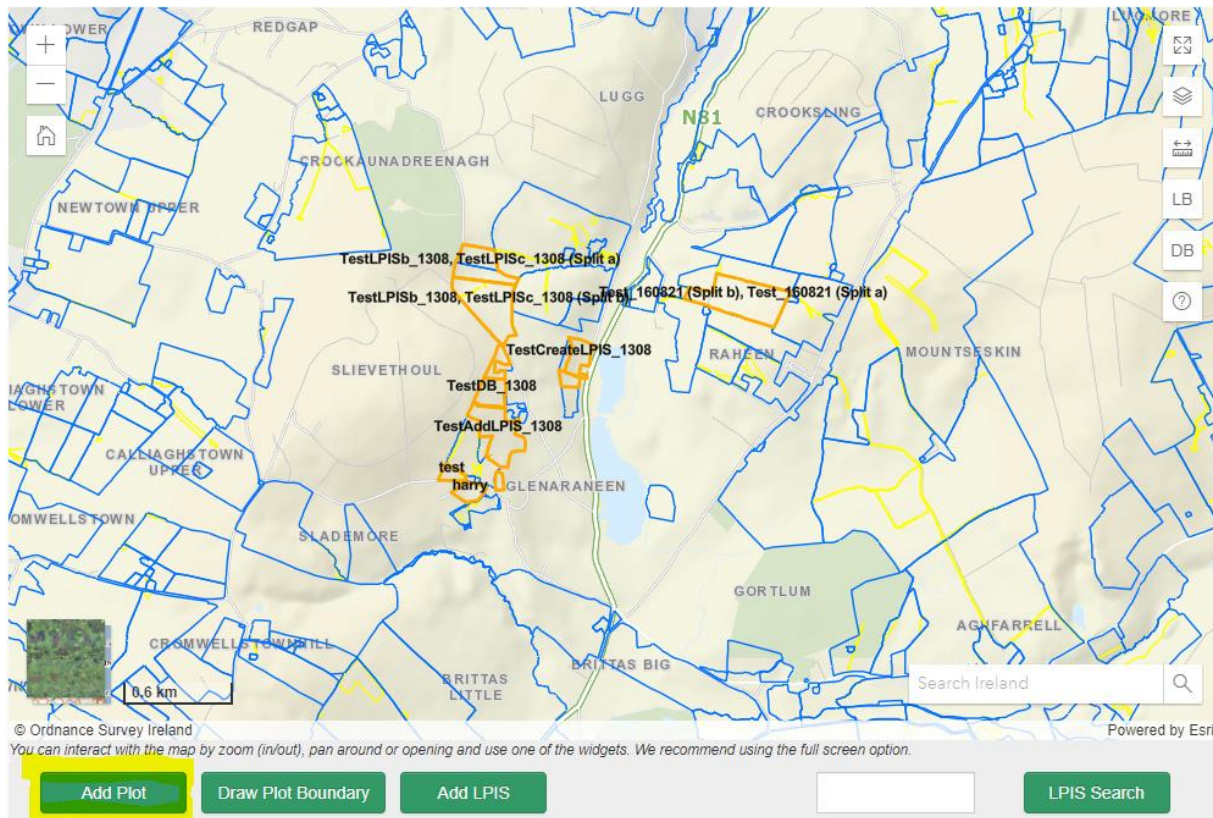 LOWER
REDGAP
LUGMORE
LUGG
N81
CROOKSLING
CROCKAUNADREENAGH
NEWTOWN UPPER
LB
DB
TestLPISb_1308, TestLPISc_1308 (Split a)
TestLPISb_1308, TestLPISc_1308 (Split b)
Test_160821 (Split b), Test_160821 (Split a)
TestCreateLPIS_1308
RAHEEN
MOUNTSESKIN
SLIEVETHOUL
TestDB_1308
LOWER
TestAddLPIS_1308
CALLIAGHSTOWN
UPPER
test
harry
GLENARANEEN
SLADEMORE
GORTLUM
AGHFARRELL
CROMWELLSTOWNHILL
BRITTAS BIG
BRITTAS
LITTLE
0.6 km
Search Ireland
© Ordnance Survey Ireland
Powered by Esri
You can interact with the map by zoom (in/out), pan around or opening and use one of the widgets. We recommend using the full screen option.
Add Plot
Draw Plot Boundary
Add LPIS
LPIS Search